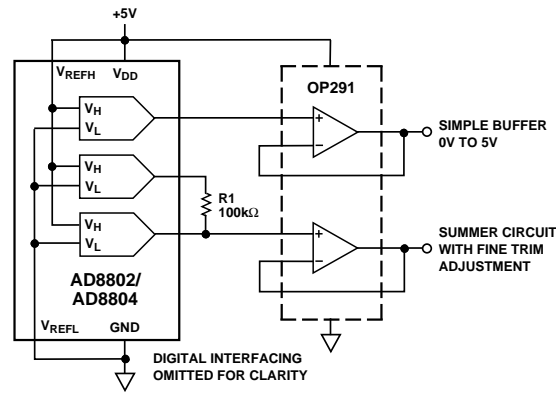 +5V
OP291
VREFH
VDD
VH
VL
SIMPLE BUFFER
0V TO 5V
VH
VL
R1
100kΩ
VH
VL
SUMMER CIRCUIT
WITH FINE TRIM
ADJUSTMENT
AD8802/
AD8804
VREFL
GND
DIGITAL INTERFACING
OMITTED FOR CLARITY